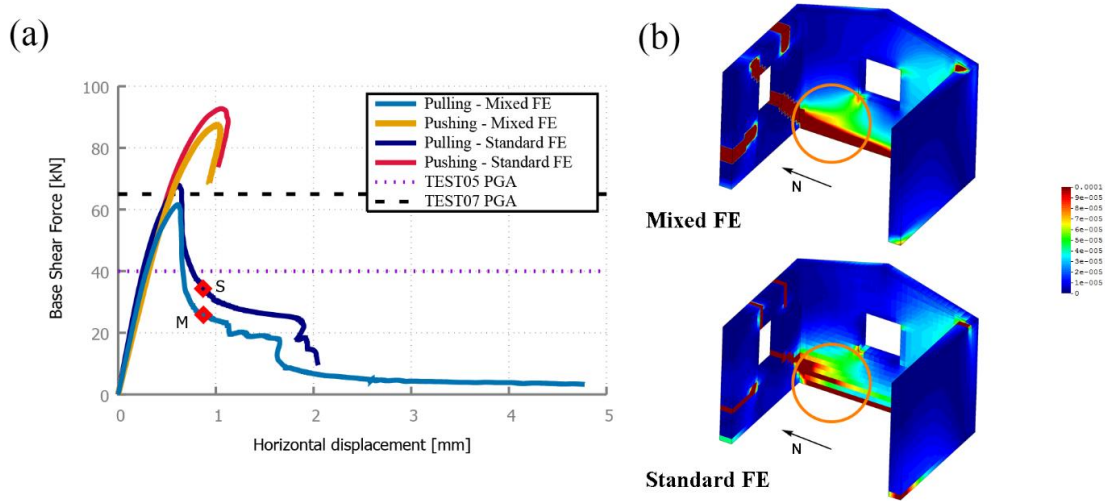 (a)
Base Shear Force [kN]
100
80
60
40
20
0
0 1 2 3 4 5
Horizontal displacement [mm]
Pulling - Mixed FE
Pushing - Mixed FE
Pulling - Standard FE
Pushing - Standard FE
TEST05 PGA
TEST07 PGA
S
M
(b)
N
Mixed FE
0.0001
9e-005
8e-005
7e-005
6e-005
5e-005
4e-005
3e-005
2e-005
1e-005
0
N
Standard FE